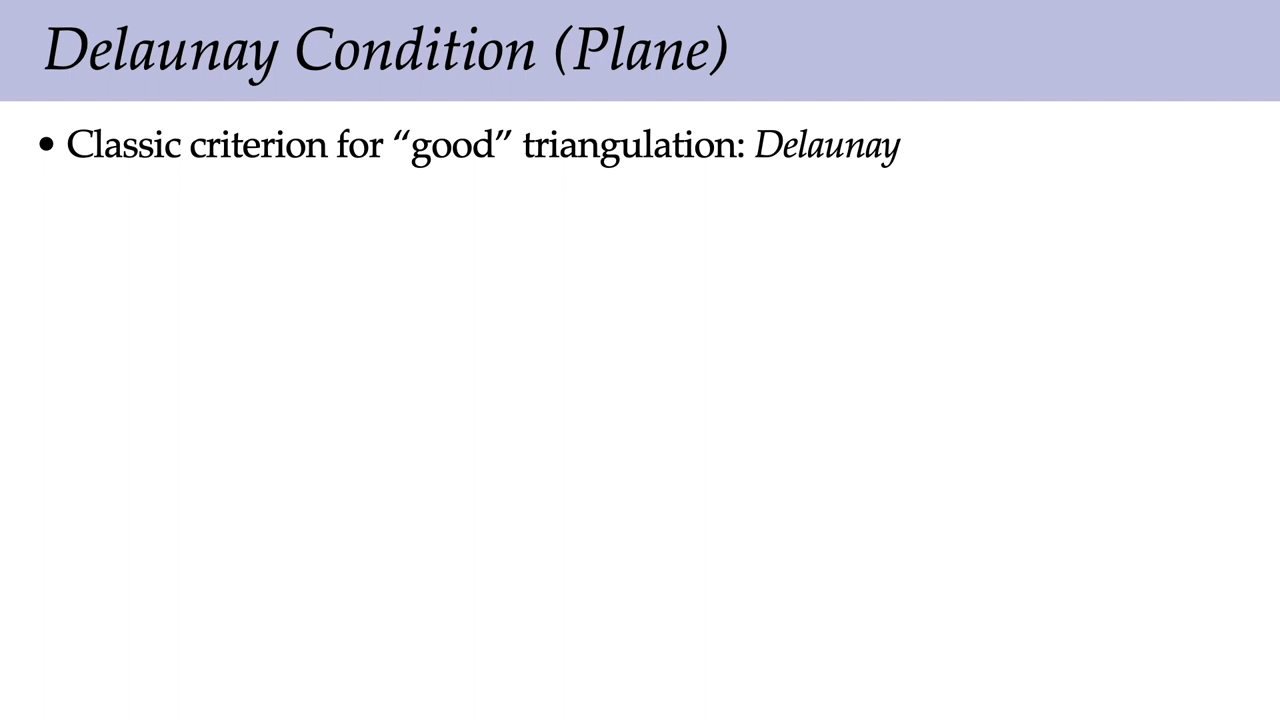 Delaunay Condition (Plane)
• Classic criterion for “good” triangulation: Delaunay